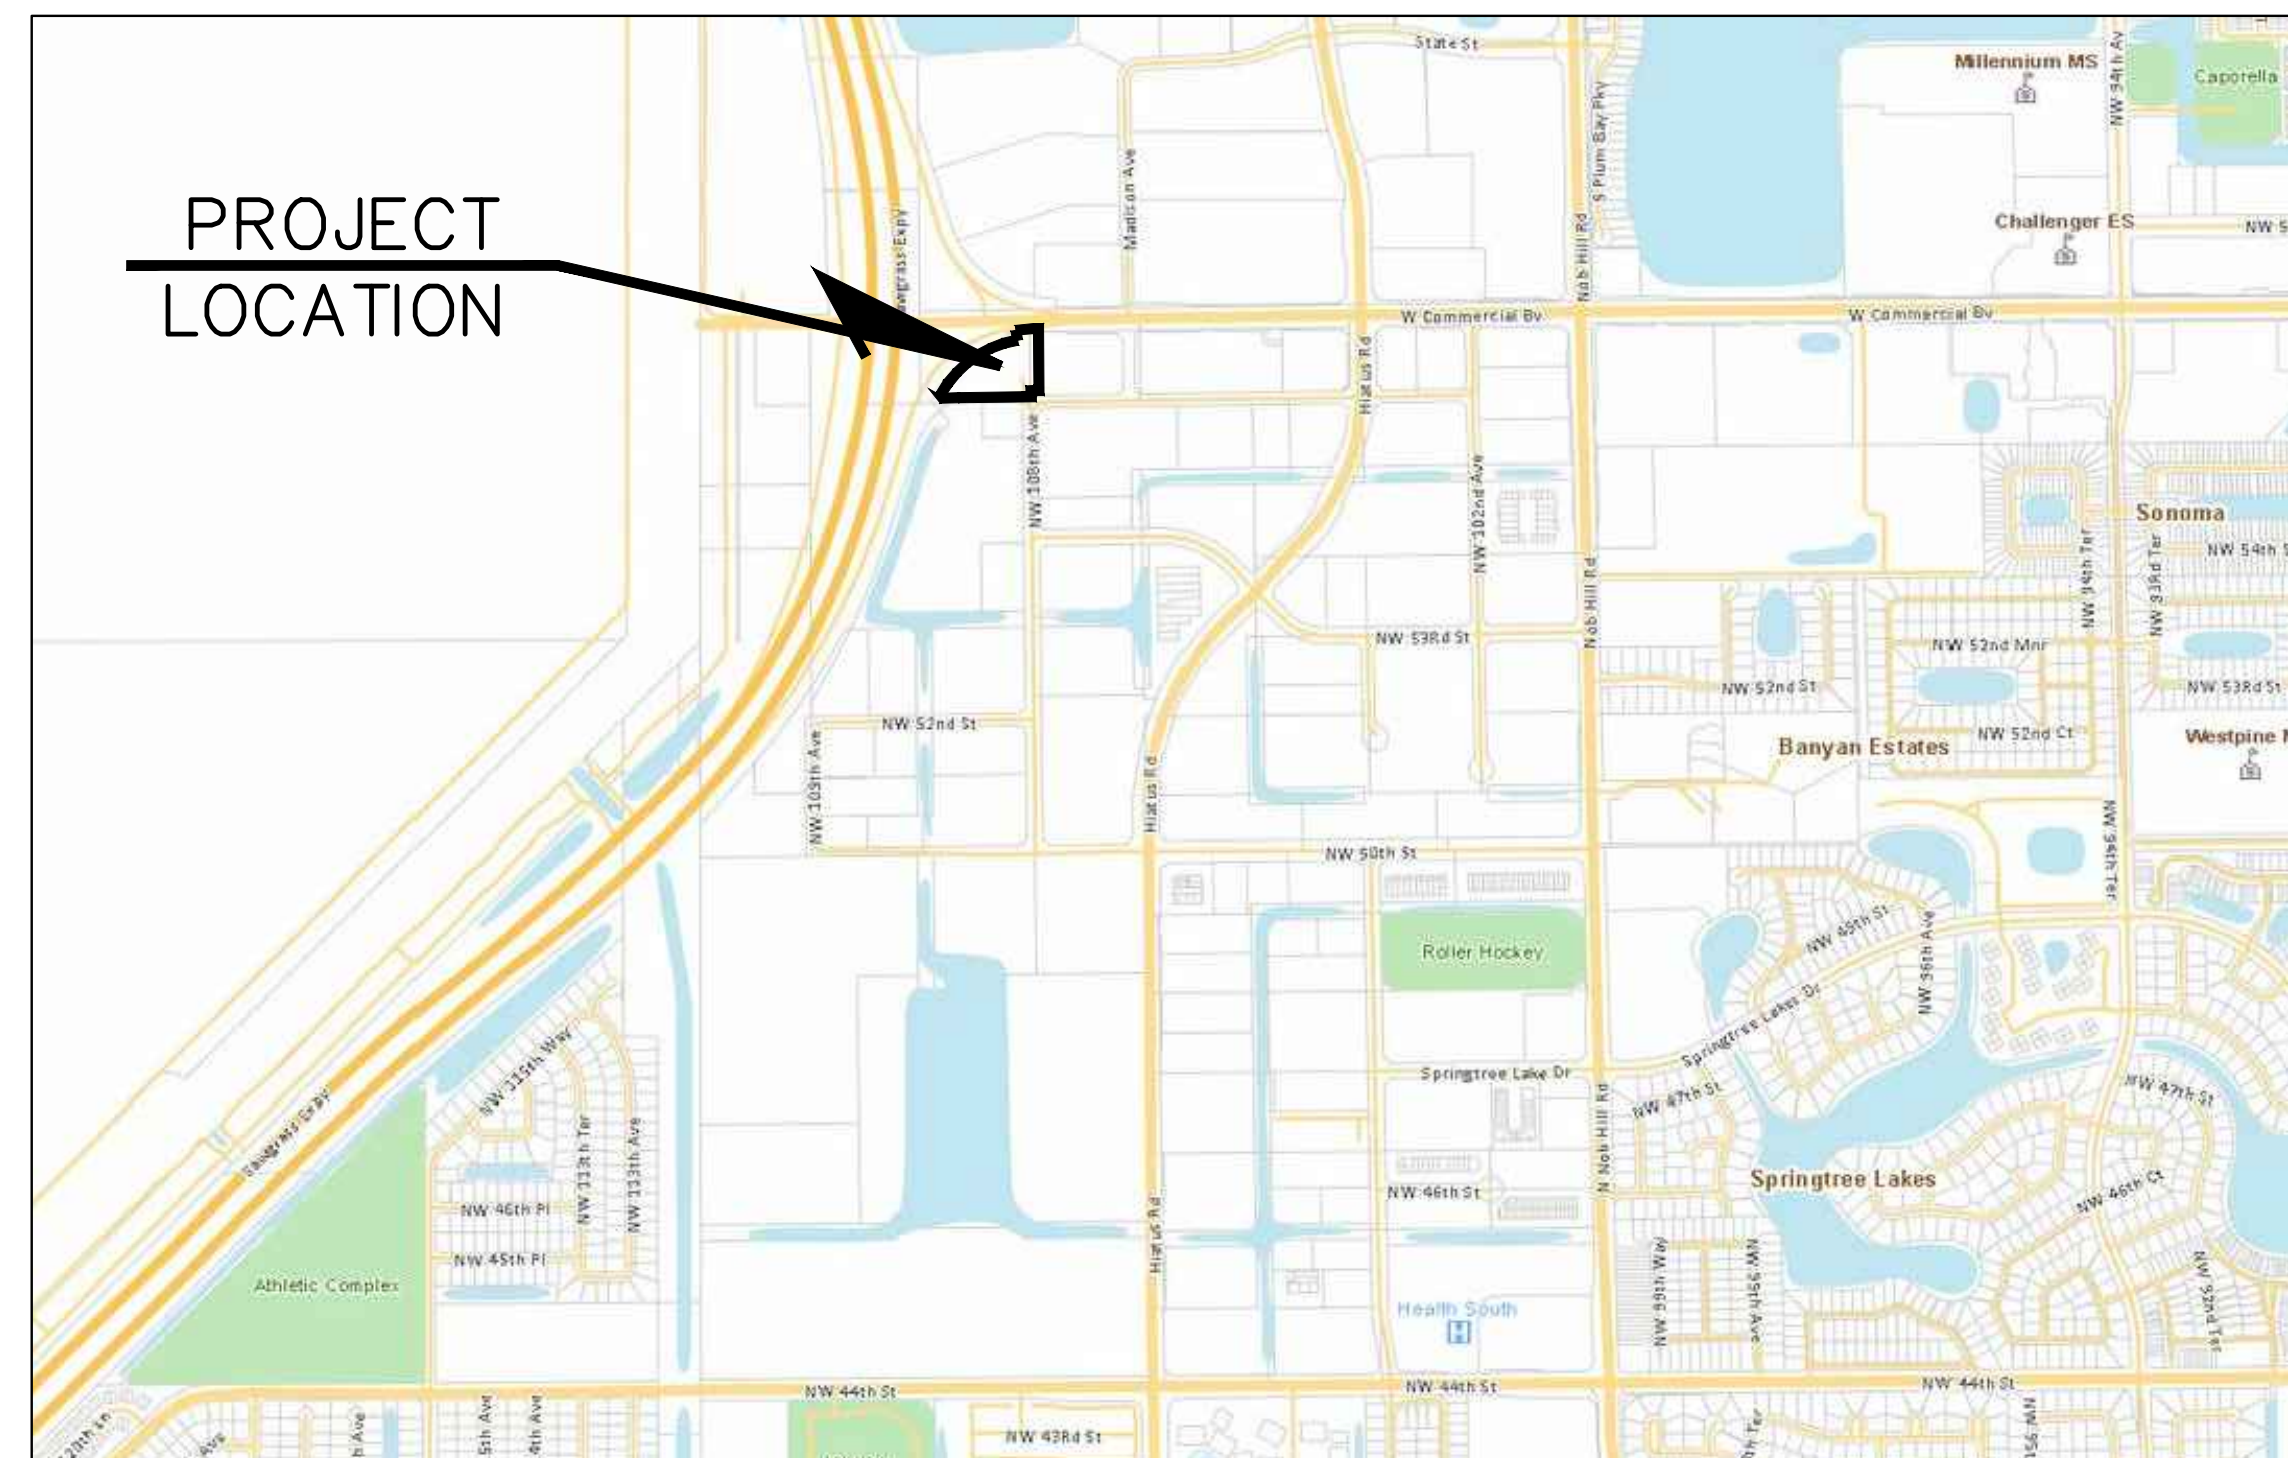 State St
Millennium MS
NW 94th Av
Caporella
S Plum Bay Pky
Madison Ave
PROJECT
LOCATION
Challenger ES
NW 5
Nob Hill Rd
W Commercial Bv
W Commercial Bv
Hiatus Rd
NW 108th Ave
NW 102nd Ave
Sonoma
NW 54th S
NW 94th Ter
NW 93Rd Ter
Nob Hill Rd
NW 53Rd St
NW 52nd Mnr
NW 52nd St
NW 53Rd St
NW 52nd St
NW 52nd Ct
Westpine M
Banyan Estates
NW 109th Ave
Hiatus Rd
NW 50th St
NW 94th Ter
NW 49th St
NW 96th Ave
Roller Hockey
Springtree Lakes Dr
NW 115th Way
Springtree Lake Dr
NW 47th St
NW 47th St
Sawgrass Expy
NW 113th Ter
NW 113th Ave
N Nob Hill Rd
Springtree Lakes
NW 46th St
NW 46th Ct
NW 46th Pl
NW 45th Pl
Hiatus Rd
Athletic Complex
NW 99th Way
NW 99th Ave
NW 92nd Ter
Health South
H
NW 44th St
NW 44th St
NW 44th St
NW 43Rd St